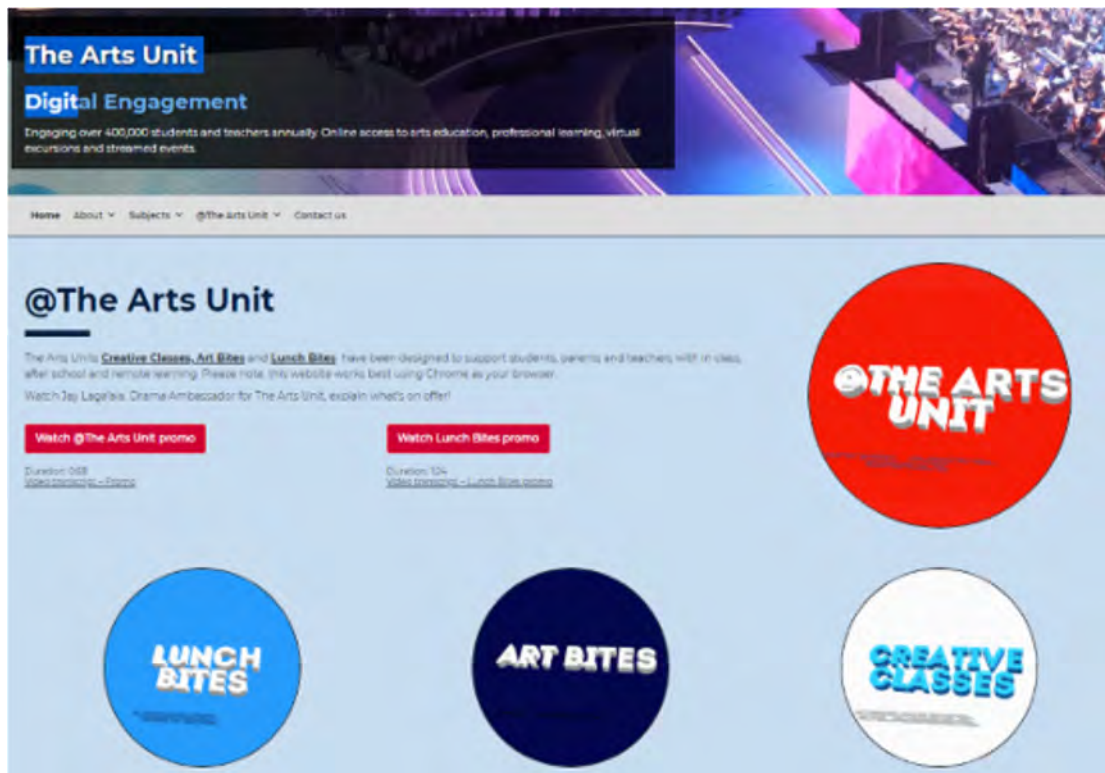 The Arts Unit
Digital Engagement
Engaging over 400,000 students and teachers annually. Online access to arts education, professional learning, virtual
excursions and streamed events.
Home About Subjects @The Arts Unit Contact us
@The Arts Unit
The Arts Units Creative Classes, Art Bites and Lunch Bites have been designed to support students, parents and teachers with in class,
after school and remote learning. Please note, this website works best using Chrome as your browser.
Watch Jay Laga'aia, Drama Ambassador for The Arts Unit, explain what's on offer!
Watch @The Arts Unit promo
Watch Lunch Bites promo
Duration:
Duration: 1:04
Video transcript – Promo
Video transcript – Lunch Bites promo
@THE ARTS
UNIT
LUNCH
BITES
ART BITES
CREATIVE
CLASSES